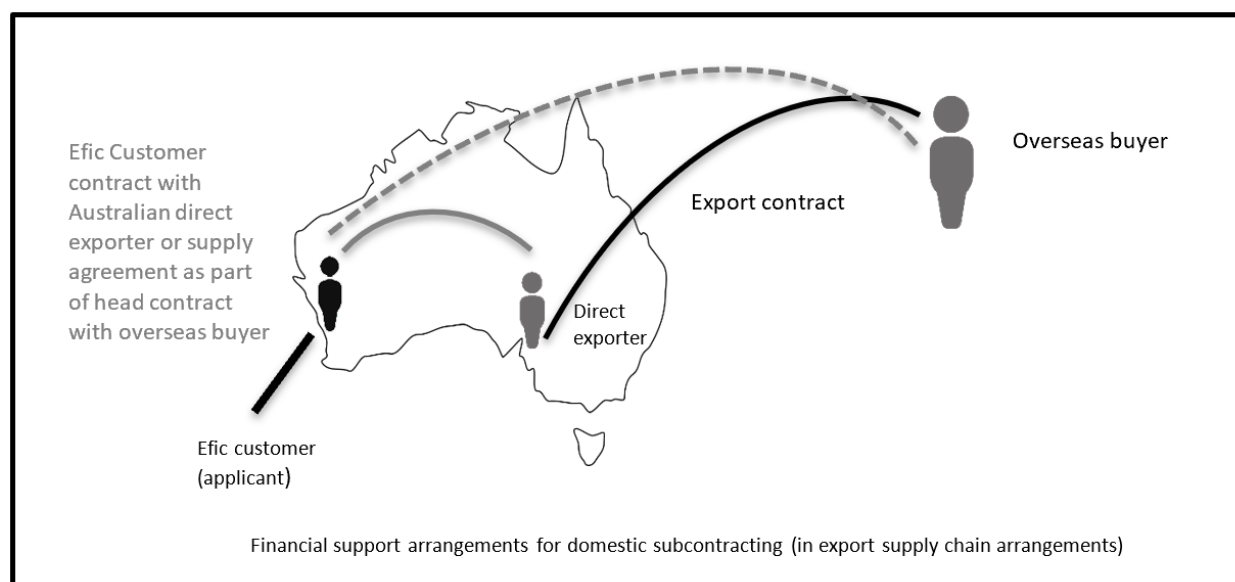 Efic Customer
contract with
Australian direct
exporter or supply
agreement as part
of head contract
with overseas buyer
Overseas buyer
Export contract
Direct
exporter
Efic customer
(applicant)
Financial support arrangements for domestic subcontracting (in export supply chain arrangements)